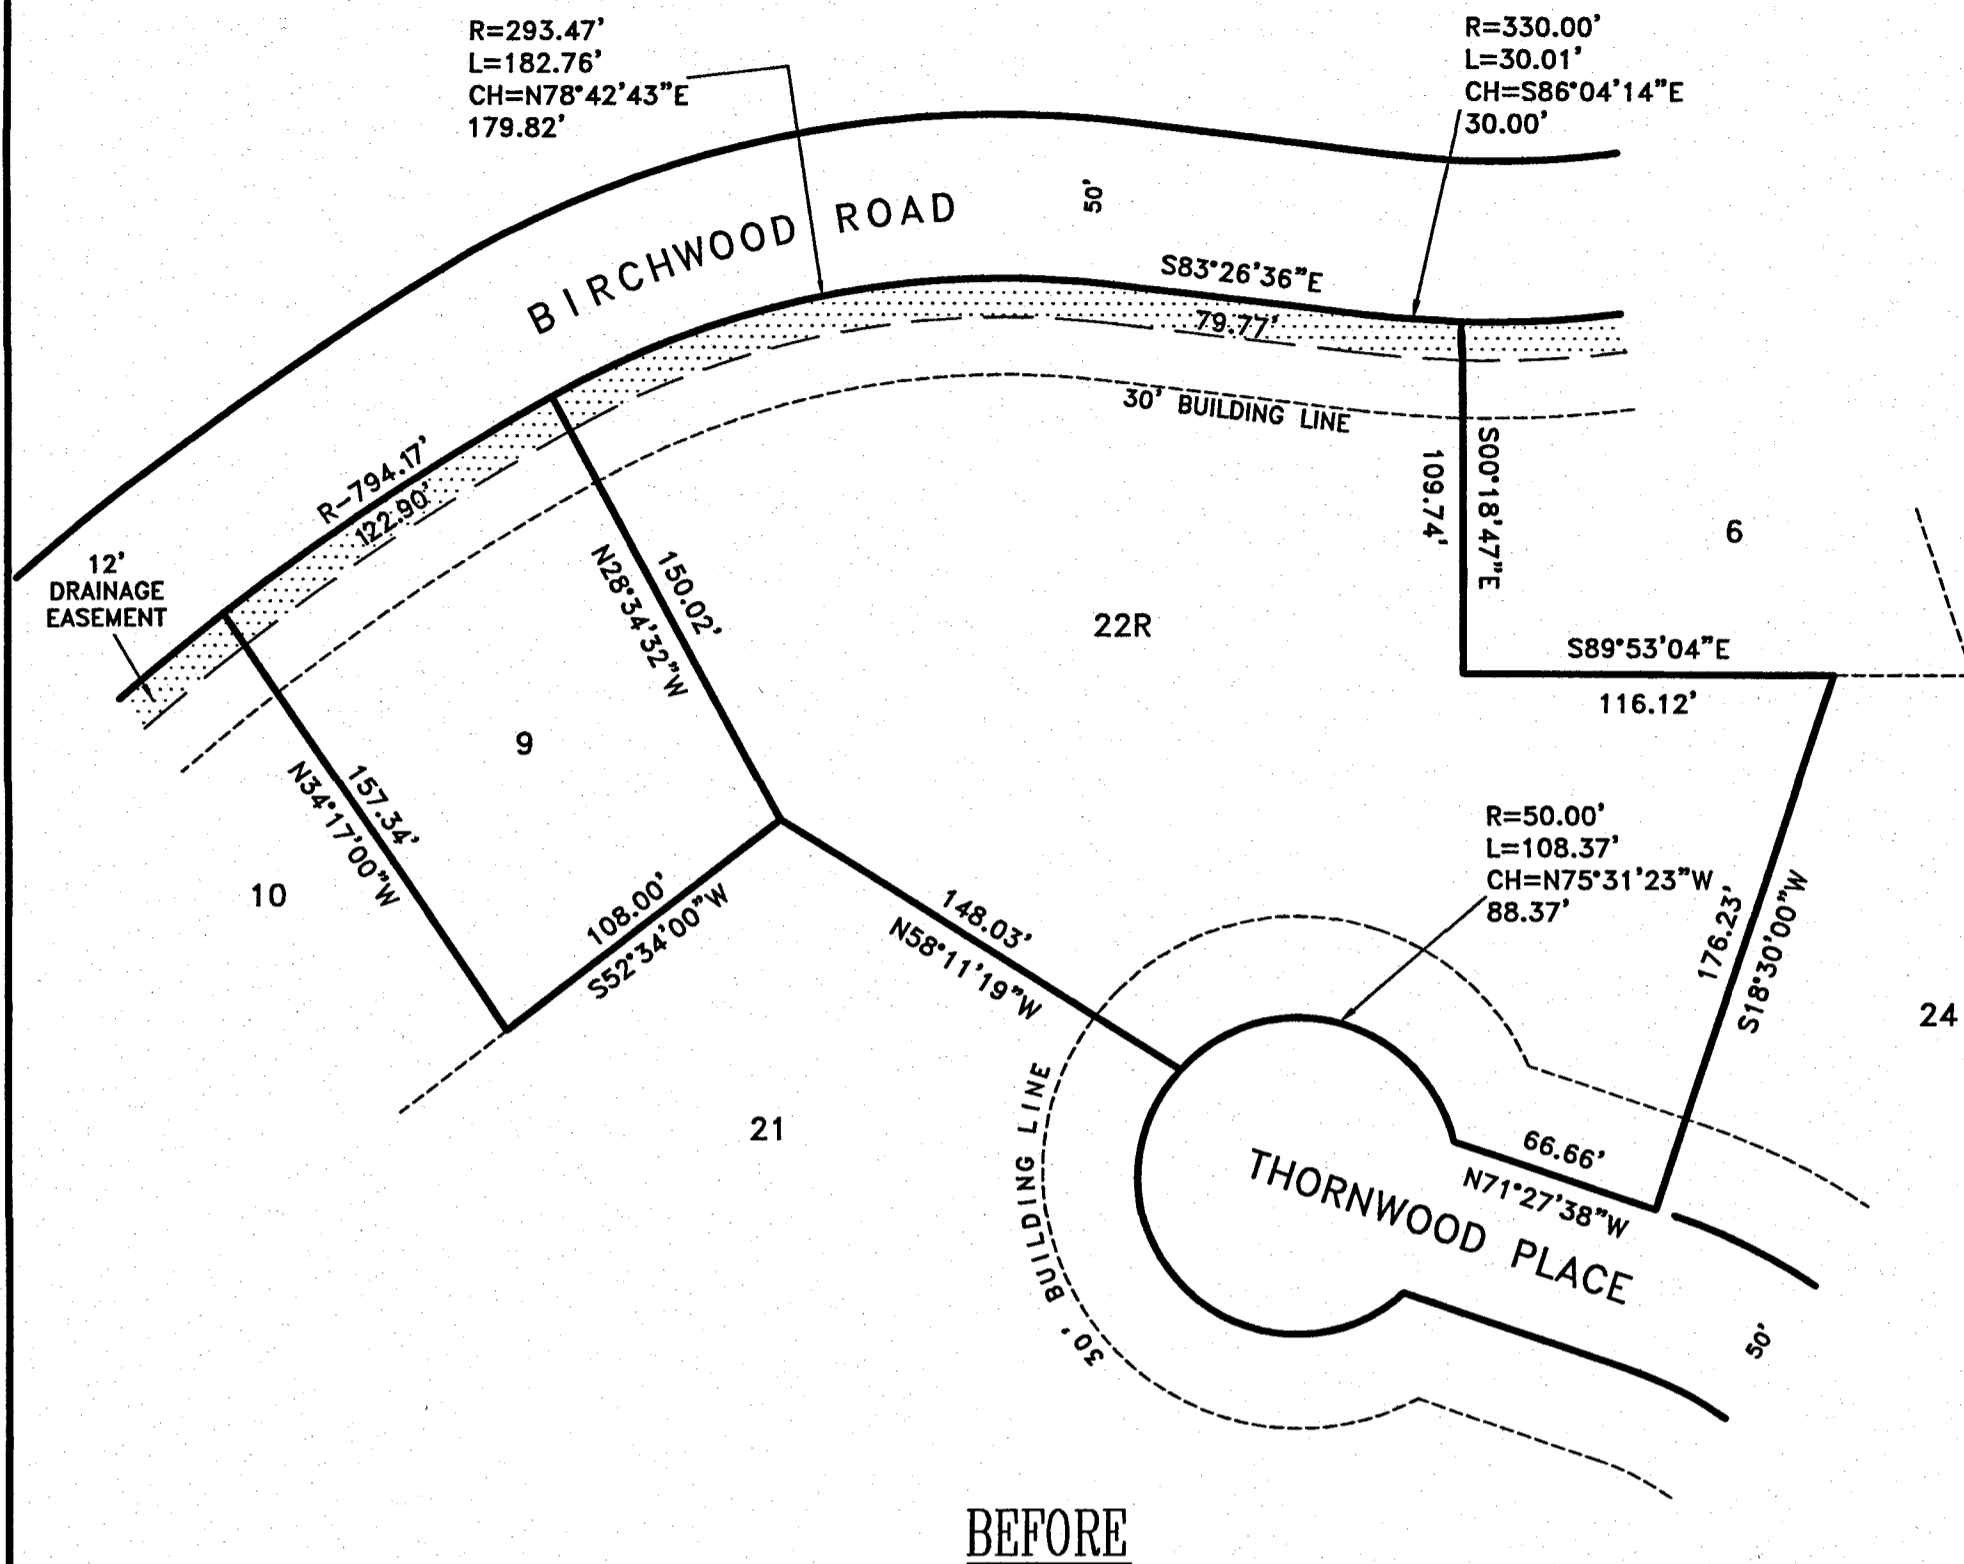 R=293.47'
L=182.76'
CH=N78°42'43"E
179.82'
R=330.00'
L=30.01'
CH=S86°04'14"E
30.00'
BIRCHWOOD ROAD
50'
S83°26'36"E
79.77'
30' BUILDING LINE
R-794.17'
122.90'
12'
DRAINAGE
EASEMENT
150.02'
N28°34'32"W
S00°18'47"E
109.74'
6
22R
S89°53'04"E
116.12'
9
157.34'
N34°17'00"W
10
108.00'
S52°34'00"W
148.03'
N58°11'19"W
R=50.00'
L=108.37'
CH=N75°31'23"W
88.37'
176.23'
S18°30'00"W
24
21
30' BUILDING LINE
66.66'
N71°27'38"W
THORNWOOD PLACE
50'
BEFORE